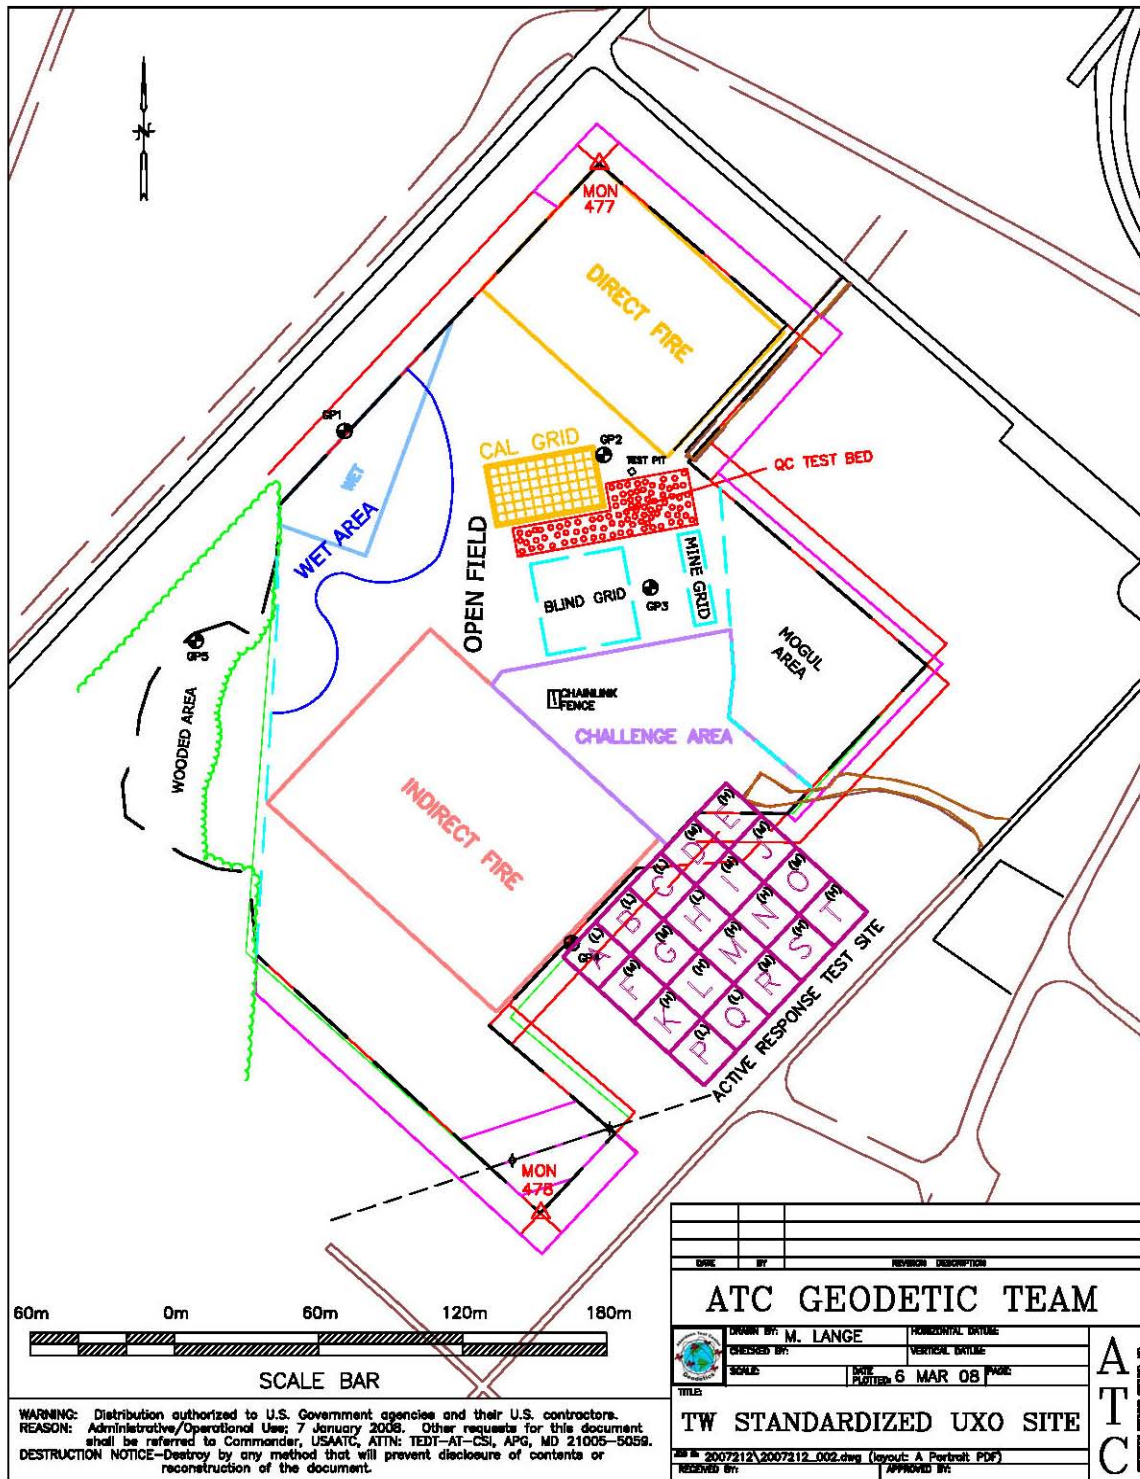 N
MON
477
DIRECT FIRE
GP1
CAL GRID
GP2
TEST PIT
QC TEST BED
WET
WET AREA
OPEN FIELD
BLIND GRID
GP3
MINE GRID
MOGUL
AREA
GP5
WOODED AREA
CHAINLINK
FENCE
CHALLENGE AREA
INDIRECT FIRE
GP4
A (L)
B (L)
C (L)
D (M)
E (H)
F (M)
G (M)
H (L)
I (M)
J (M)
K (H)
L (H)
M (H)
N (H)
O (M)
P (L)
Q (L)
R (M)
S (H)
T (H)
ACTIVE RESPONSE TEST SITE
MON
478
60m 0m 60m 120m 180m
SCALE BAR
WARNING: Distribution authorized to U.S. Government agencies and their U.S. contractors.
REASON: Administrative/Operational Use; 7 January 2008. Other requests for this document
shall be referred to Commander, USAATC, ATTN: TEDT-AT-CSI, APG, MD 21005-5059.
DESTRUCTION NOTICE-Destroy by any method that will prevent disclosure of contents or
reconstruction of the document.
DATE BY REVISION DESCRIPTION
ATC GEODETIC TEAM
DRAWN BY: M. LANGE HORIZONTAL DATUM:
CHECKED BY: VERTICAL DATUM:
SCALE: DATE PLOTTED: 6 MAR 08 PAGE:
TITLE:
TW STANDARDIZED UXO SITE
JOB #: 2007212\2007212_002.dwg (layout: A Portrait PDF)
RECEIVED BY: APPROVED BY:
ATC